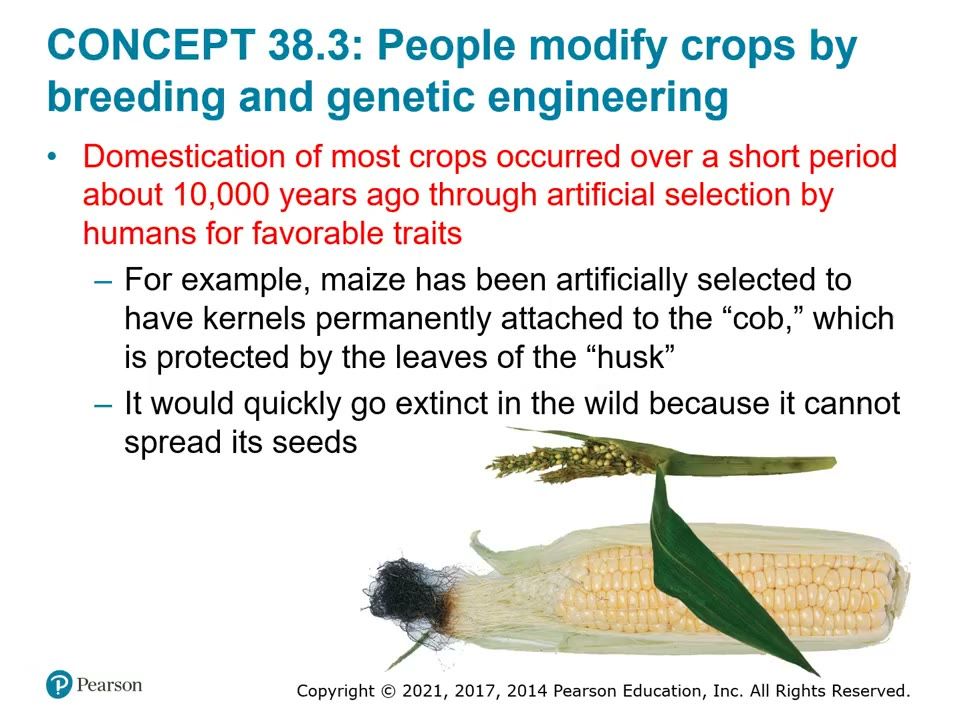 CONCEPT 38.3: People modify crops by
breeding and genetic engineering
• Domestication of most crops occurred over a short period
about 10,000 years ago through artificial selection by
humans for favorable traits
– For example, maize has been artificially selected to
have kernels permanently attached to the “cob,” which
is protected by the leaves of the “husk”
– It would quickly go extinct in the wild because it cannot
spread its seeds
P Pearson
Copyright © 2021, 2017, 2014 Pearson Education, Inc. All Rights Reserved.